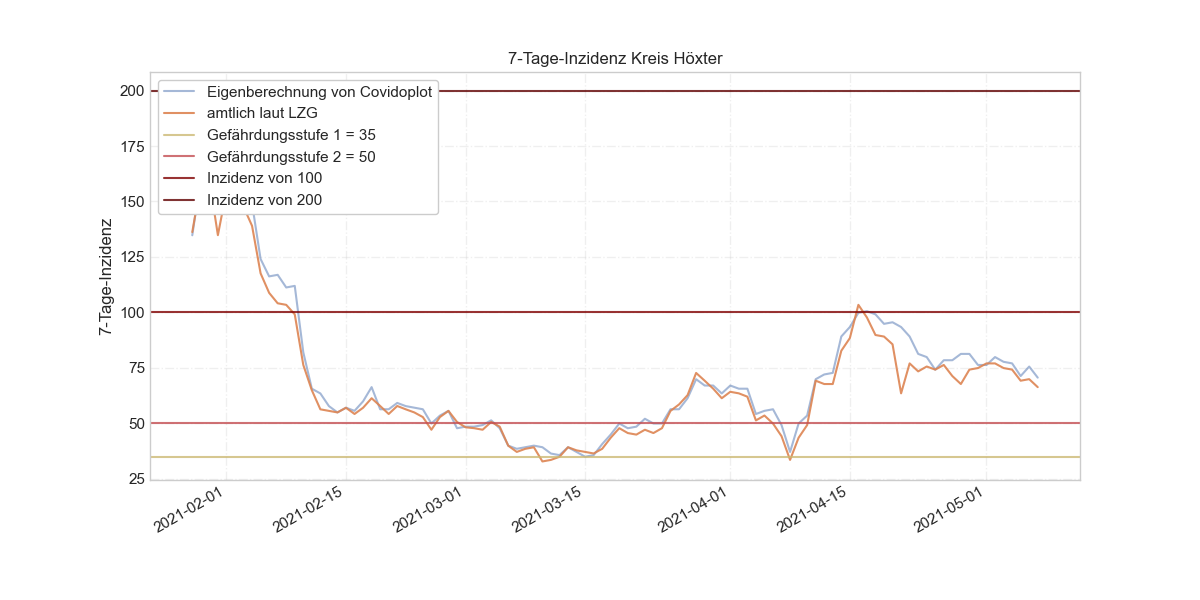 7-Tage-Inzidenz Kreis Höxter
200
175
150
125
100
75
50
25
7-Tage-Inzidenz
Eigenberechnung von Covidoplot
amtlich laut LZG
Gefährdungsstufe 1 = 35
Gefährdungsstufe 2 = 50
Inzidenz von 100
Inzidenz von 200
2021-02-01
2021-02-15
2021-03-01
2021-03-15
2021-04-01
2021-04-15
2021-05-01